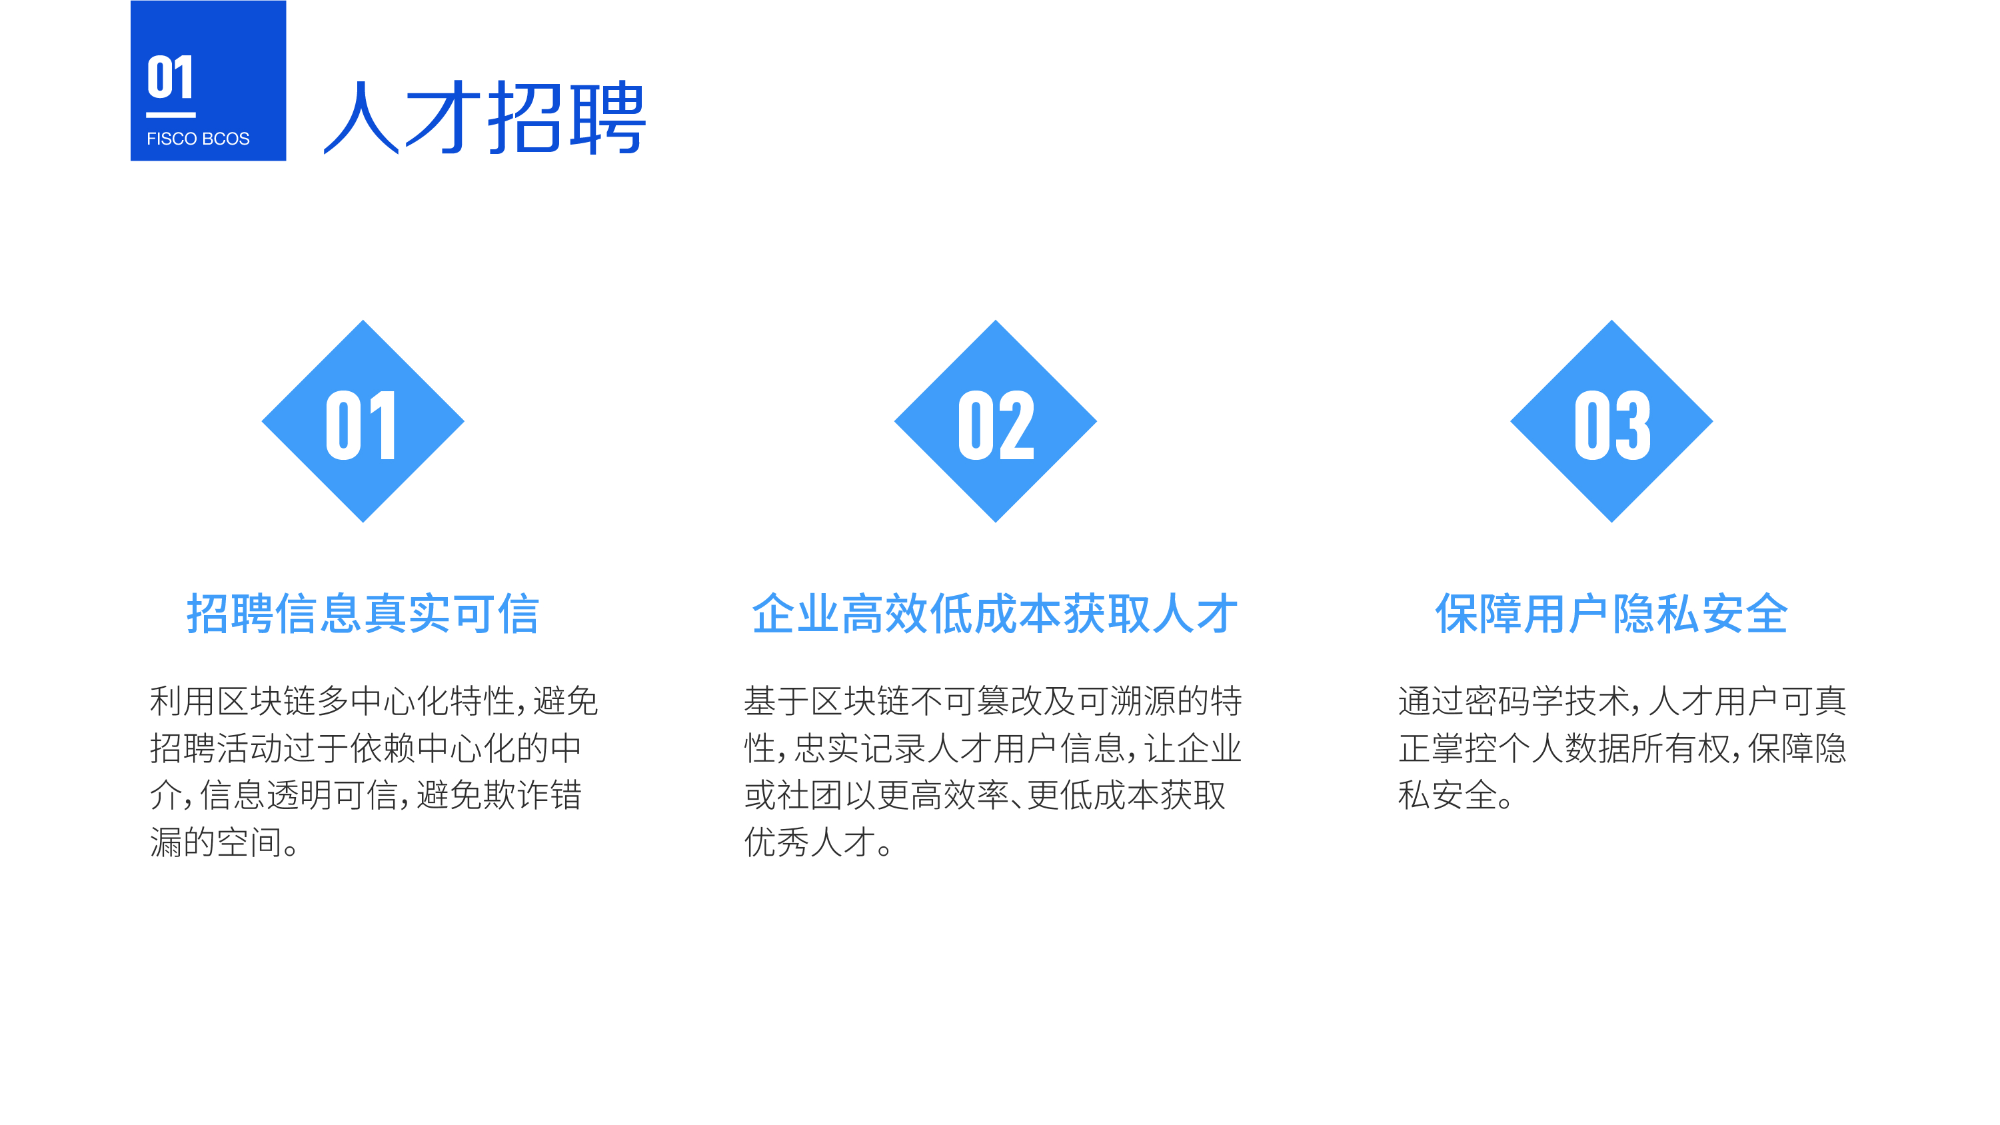 01
FISCO BCOS
人才招聘
01
招聘信息真实可信
利用区块链多中心化特性，避免
招聘活动过于依赖中心化的中
介，信息透明可信，避免欺诈错
漏的空间。
02
企业高效低成本获取人才
基于区块链不可篡改及可溯源的特
性，忠实记录人才用户信息，让企业
或社团以更高效率、更低成本获取
优秀人才。
03
保障用户隐私安全
通过密码学技术，人才用户可真
正掌控个人数据所有权，保障隐
私安全。